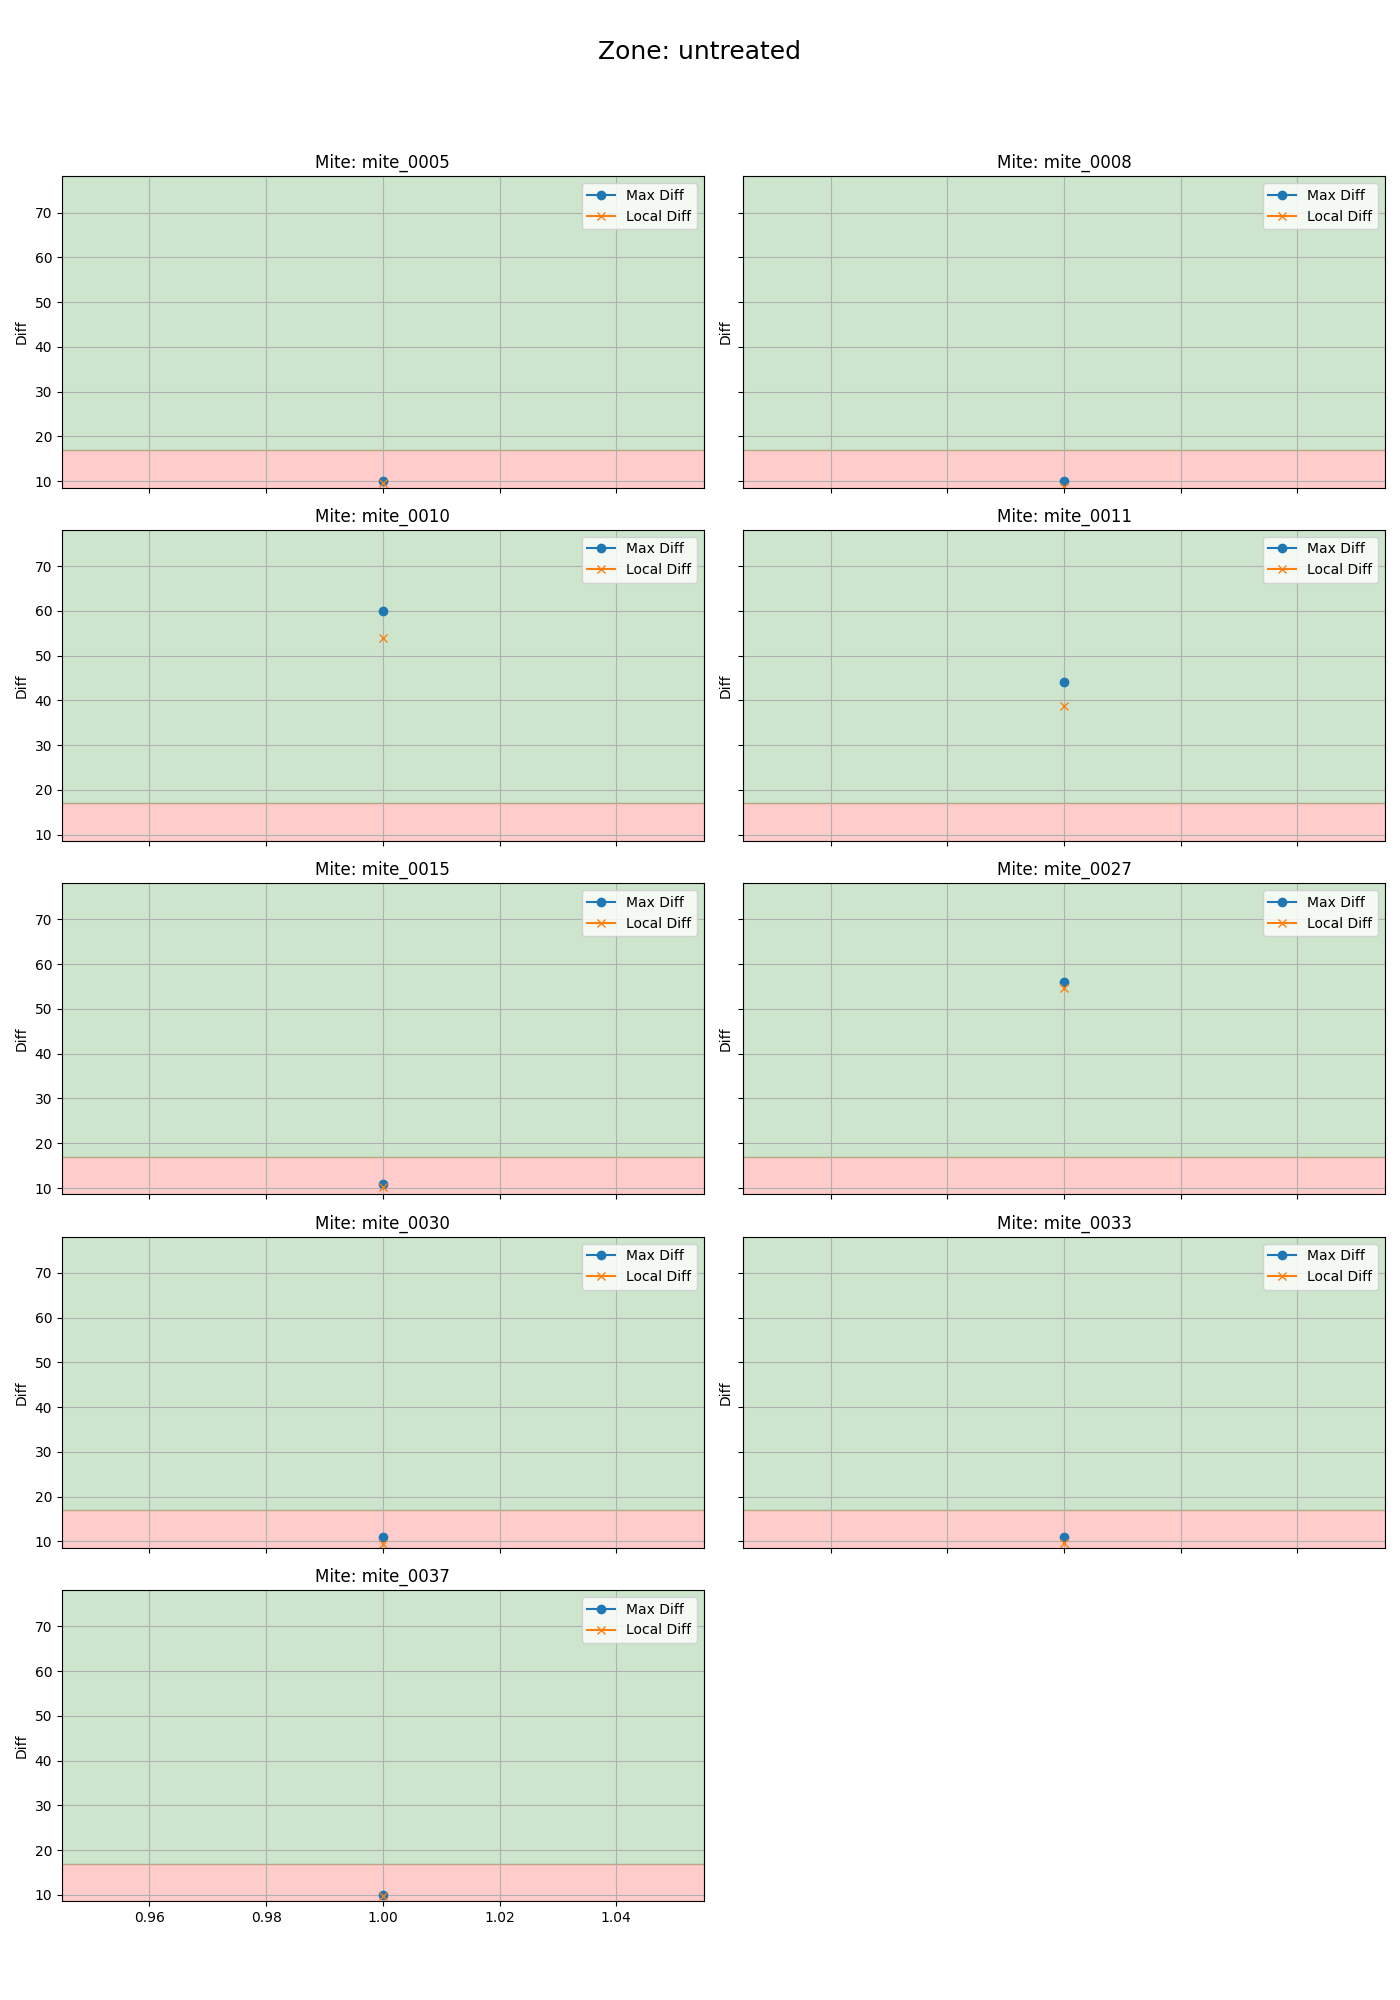 Zone: untreated
Mite: mite_0005
Max Diff
Local Diff
70
60
50
40
30
20
10
Diff
Mite: mite_0008
Max Diff
Local Diff
Diff
Mite: mite_0010
Max Diff
Local Diff
70
60
50
40
30
20
10
Diff
Mite: mite_0011
Max Diff
Local Diff
Diff
Mite: mite_0015
Max Diff
Local Diff
70
60
50
40
30
20
10
Diff
Mite: mite_0027
Max Diff
Local Diff
Diff
Mite: mite_0030
Max Diff
Local Diff
70
60
50
40
30
20
10
Diff
Mite: mite_0033
Max Diff
Local Diff
Diff
Mite: mite_0037
Max Diff
Local Diff
70
60
50
40
30
20
10
Diff
0.96 0.98 1.00 1.02 1.04